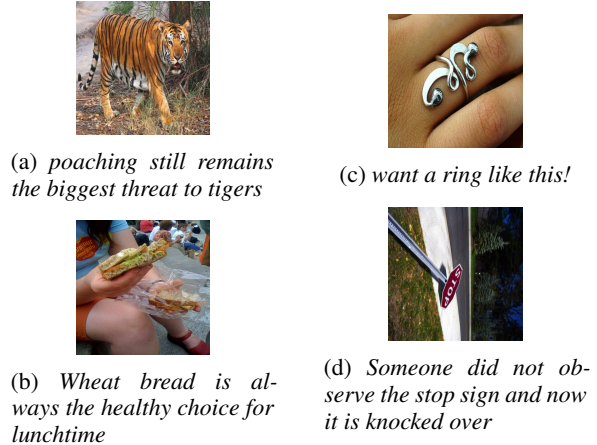 (a) poaching still remains
the biggest threat to tigers
(b) Wheat bread is al-
ways the healthy choice for
lunchtime
(c) want a ring like this!
STOP
(d) Someone did not ob-
serve the stop sign and now
it is knocked over